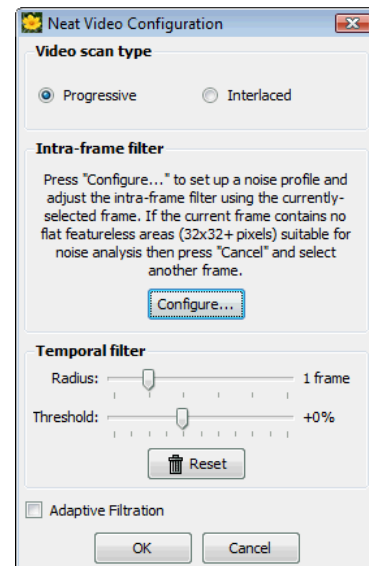 Neat Video Configuration
Video scan type
Progressive Interlaced
Intra-frame filter
Press "Configure..." to set up a noise profile and
adjust the intra-frame filter using the currently-
selected frame. If the current frame contains no
flat featureless areas (32x32+ pixels) suitable for
noise analysis then press "Cancel" and select
another frame.
Configure...
Temporal filter
Radius: 1 frame
Threshold: +0%
Reset
Adaptive Filtration
OK Cancel